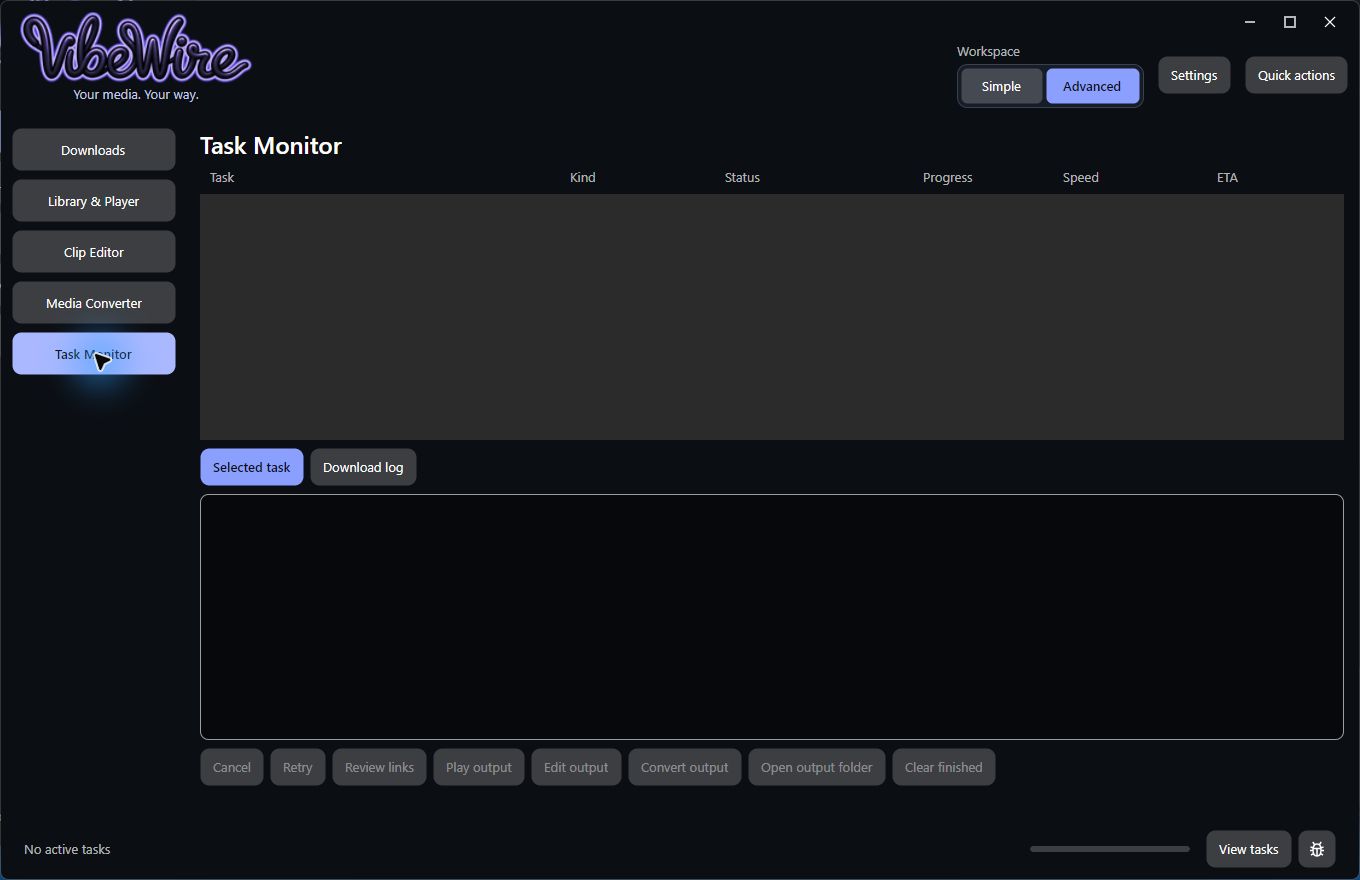 VibeWire
Your media. Your way.
Workspace
Simple
Advanced
Settings
Quick actions
Downloads
Library & Player
Clip Editor
Media Converter
Task Monitor
Task Monitor
Task
Kind
Status
Progress
Speed
ETA
Selected task
Download log
Cancel
Retry
Review links
Play output
Edit output
Convert output
Open output folder
Clear finished
No active tasks
View tasks